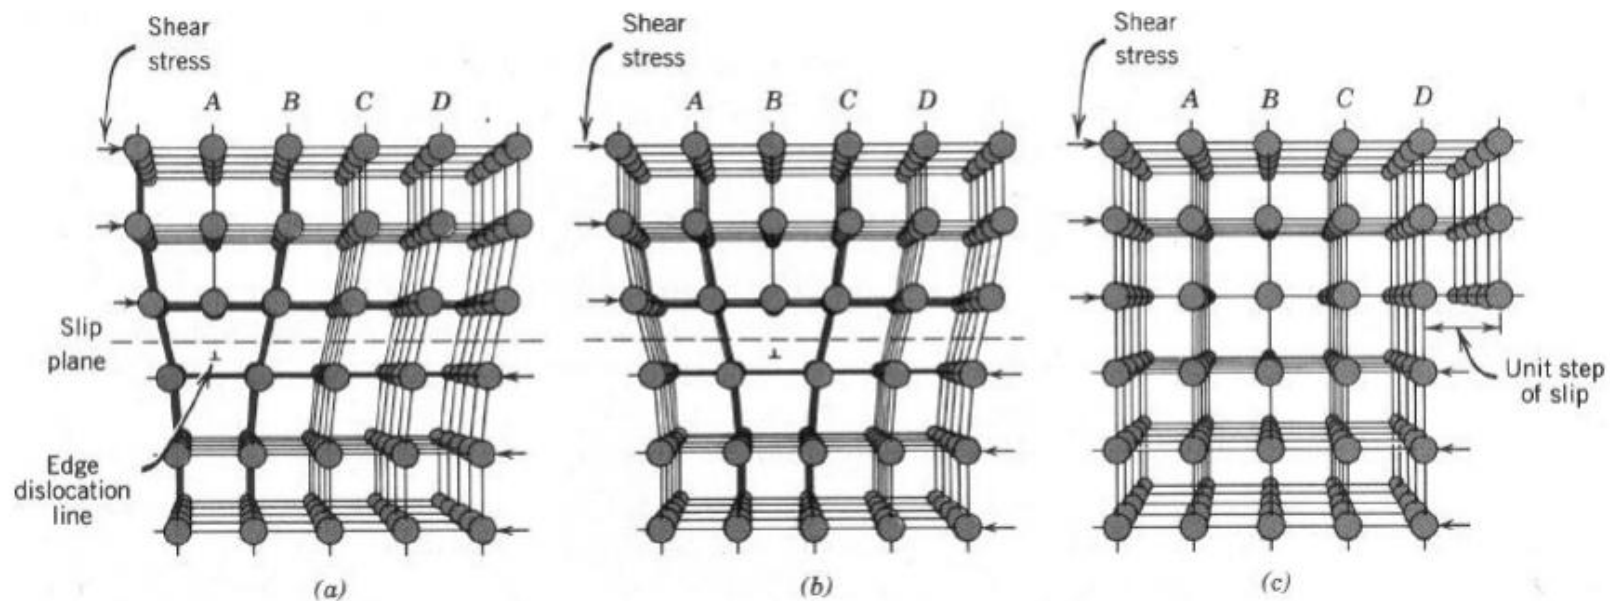 Shear
stress
A B C D
Slip
plane
Edge
dislocation
line
(a)
Shear
stress
A B C D
(b)
Shear
stress
A B C D
Unit step
of slip
(c)